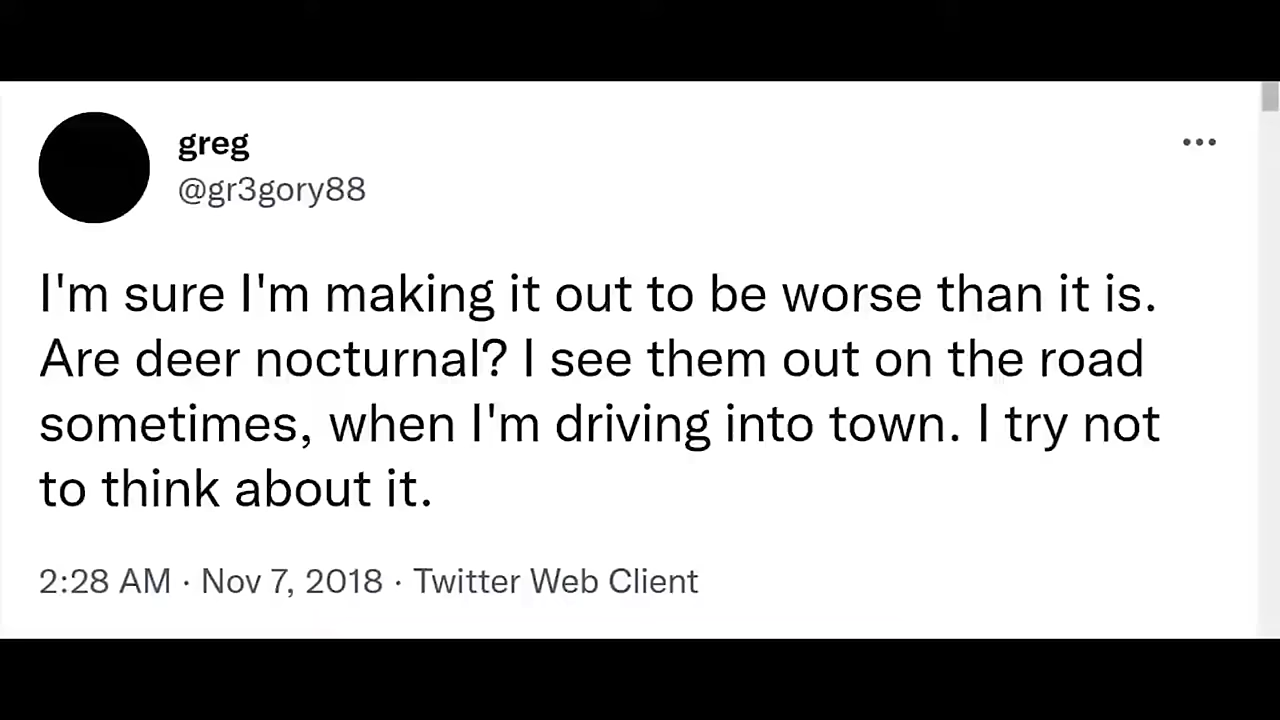 greg
@gr3gory88
I'm sure I'm making it out to be worse than it is.
Are deer nocturnal? I see them out on the road
sometimes, when I'm driving into town. I try not
to think about it.
2:28 AM · Nov 7, 2018 · Twitter Web Client